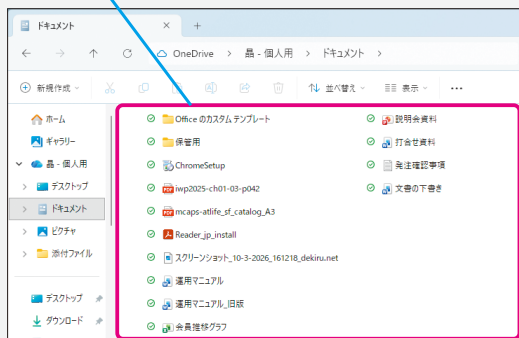 ドキュメント
OneDrive > 晶 - 個人用 > ドキュメント >
新規作成 並べ替え 表示
ホーム
ギャラリー
晶 - 個人用
デスクトップ
ドキュメント
ピクチャ
添付ファイル
デスクトップ
ダウンロード
Office のカスタム テンプレート
保管用
ChromeSetup
iwp2025-ch01-03-p042
mcaps-atlife_sf_catalog_A3
Reader_jp_install
スクリーンショット_10-3-2026_161218_dekiru.net
運用マニュアル
運用マニュアル_旧版
会員推移グラフ
説明会資料
打合せ資料
発注確認事項
文書の下書き